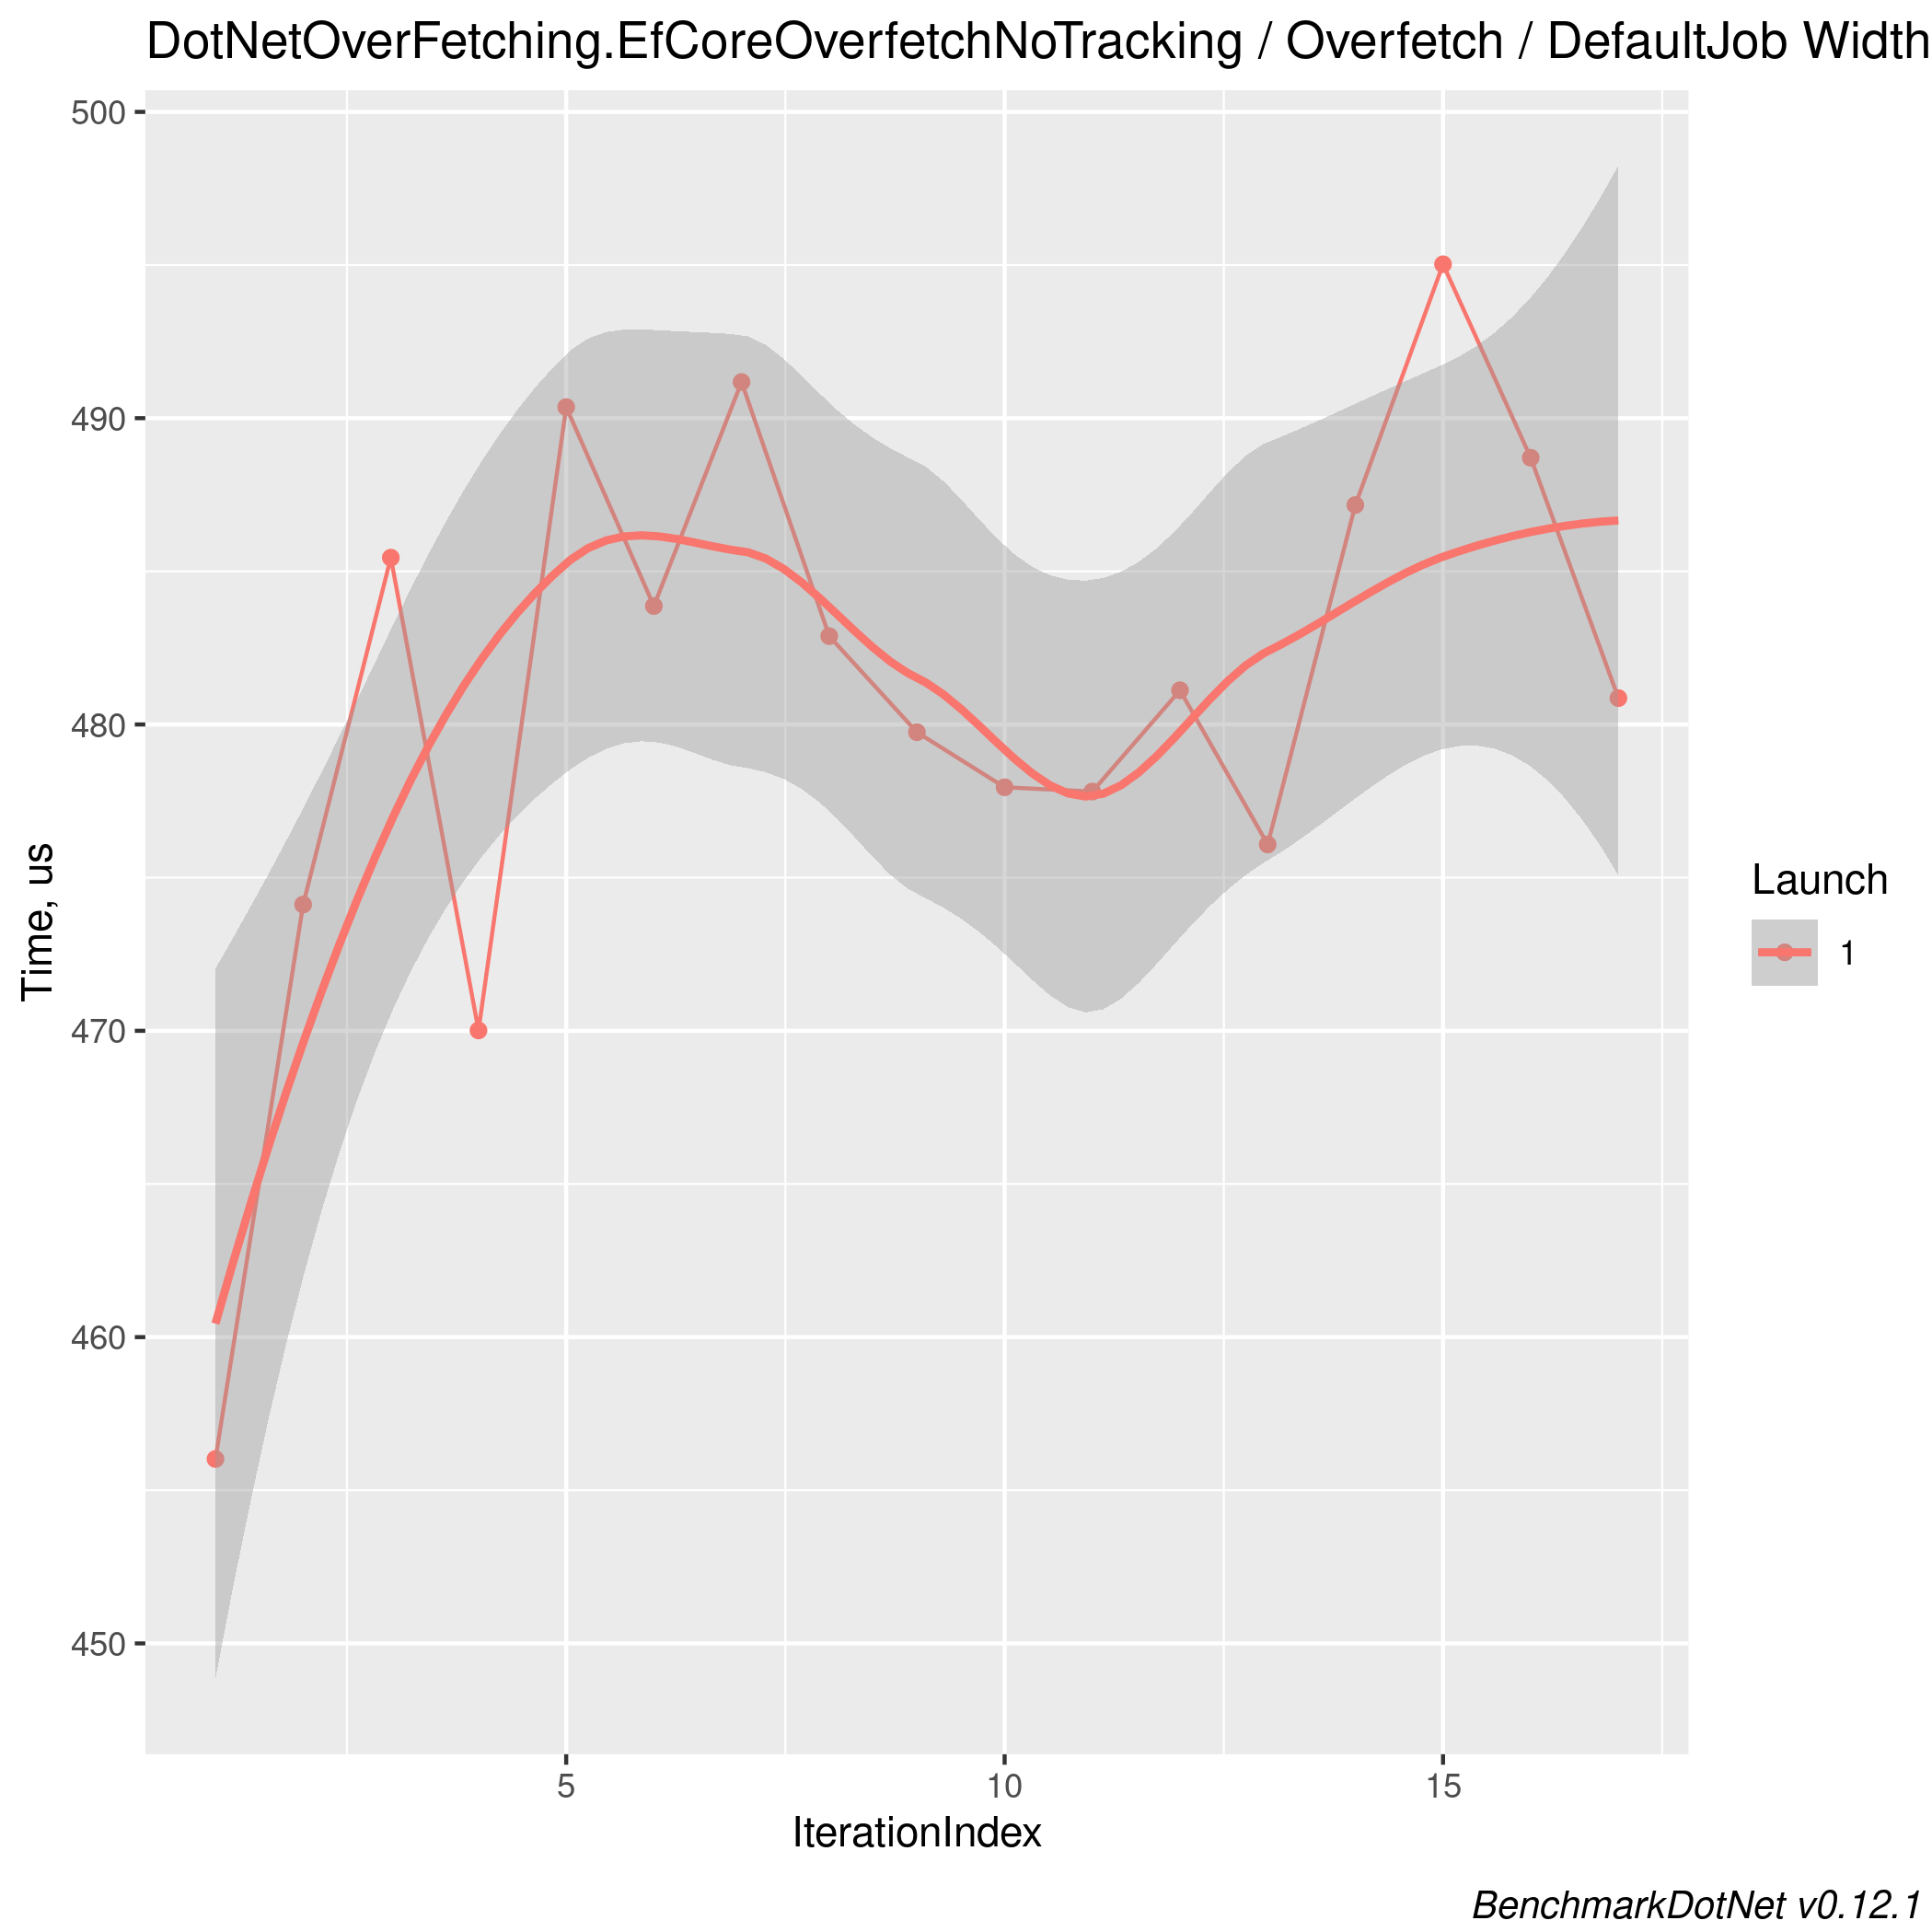 DotNetOverFetching.EfCoreOverfetchNoTracking / Overfetch / DefaultJob Width
500
490
480
470
460
450
Time, us
5 10 15
IterationIndex
Launch
1
BenchmarkDotNet v0.12.1